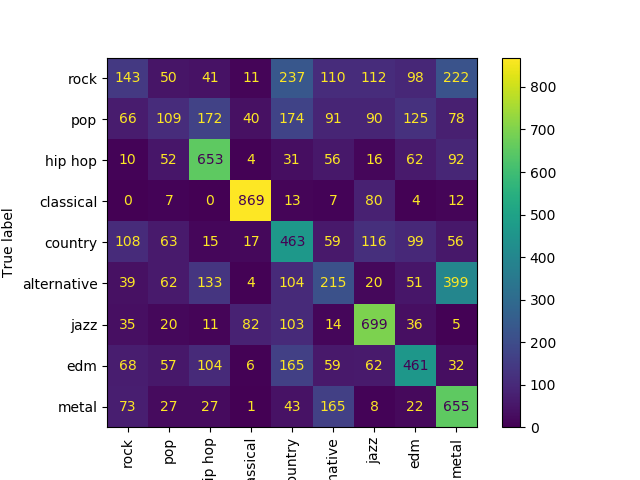 rock 143 50 41 11 237 110 112 98 222
pop 66 109 172 40 174 91 90 125 78
hip hop 10 52 653 4 31 56 16 62 92
classical 0 7 0 869 13 7 80 4 12
country 108 63 15 17 463 59 116 99 56
alternative 39 62 133 4 104 215 20 51 399
jazz 35 20 11 82 103 14 699 36 5
edm 68 57 104 6 165 59 62 461 32
metal 73 27 27 1 43 165 8 22 655
True label
rock
pop
ip hop
assical
ountry
native
jazz
edm
metal
800
700
600
500
400
300
200
100
0